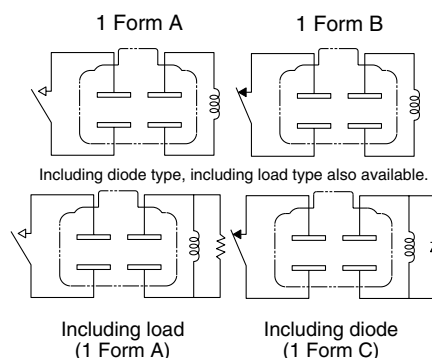 1 Form A
1 Form B
Including diode type, including load type also available.
Including load
(1 Form A)
Including diode
(1 Form C)